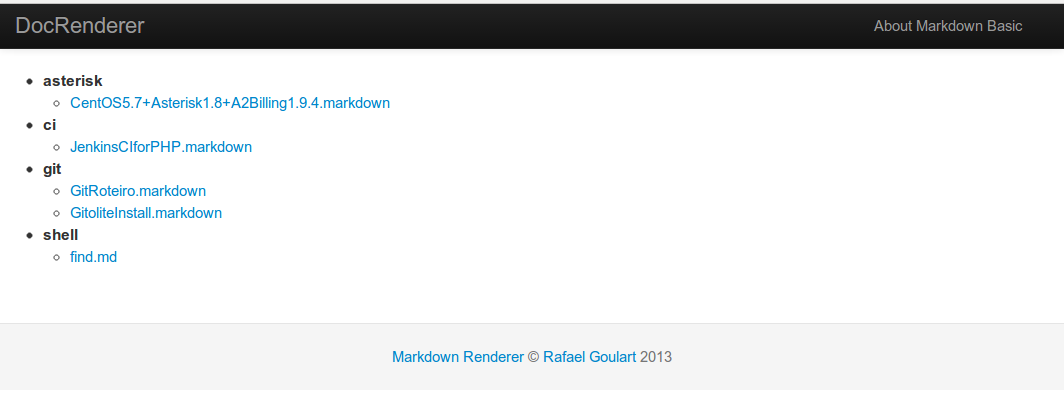 DocRenderer About Markdown Basic
asterisk
CentOS5.7+Asterisk1.8+A2Billing1.9.4.markdown
ci
JenkinsCIforPHP.markdown
git
GitRoteiro.markdown
GitoliteInstall.markdown
shell
find.md
Markdown Renderer © Rafael Goulart 2013